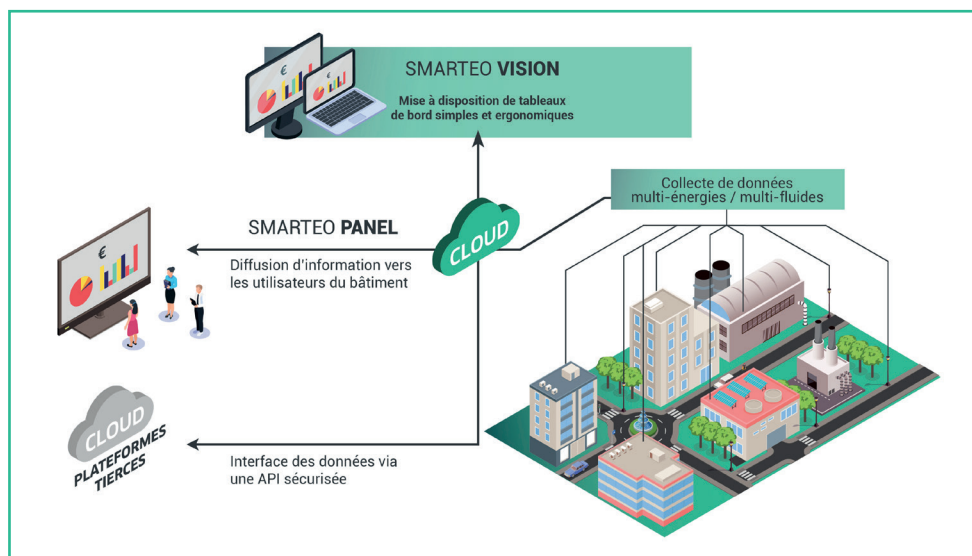 SMARTEO VISION
Mise à disposition de tableaux
de bord simples et ergonomiques
€
€
Collecte de données
multi-énergies / multi-fluides
SMARTEO PANEL
CLOUD
€
Diffusion d'information vers
les utilisateurs du bâtiment
CLOUD
PLATEFORMES
TIERCES
Interface des données via
une API sécurisée